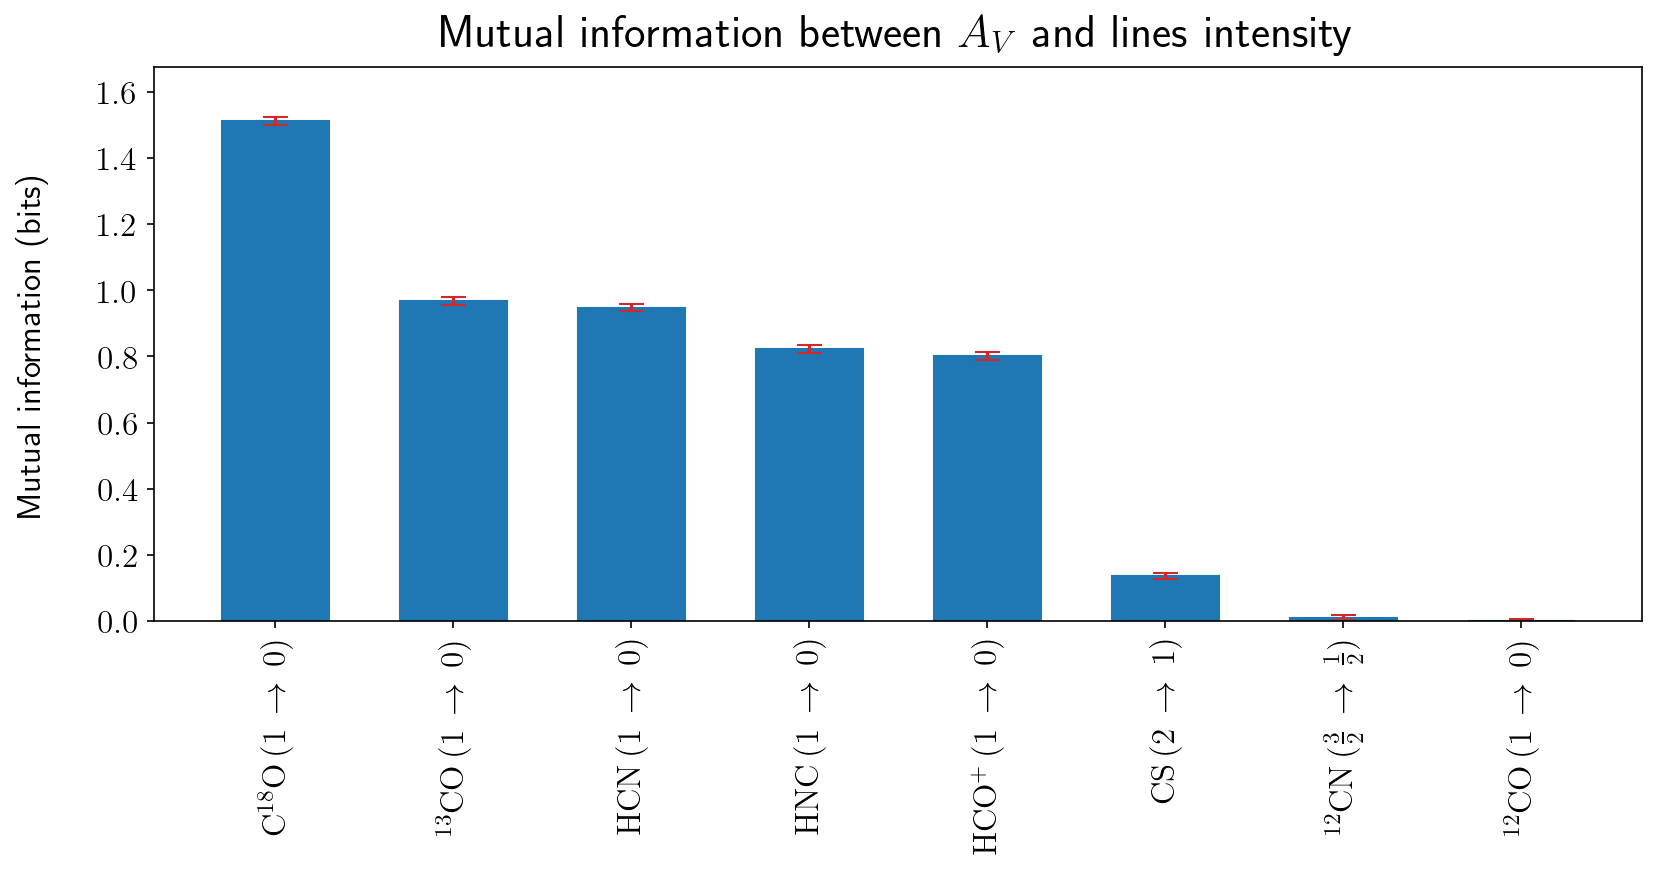 Mutual information between A_V and lines intensity
Mutual information (bits)
1.6
1.4
1.2
1.0
0.8
0.6
0.4
0.2
0.0
C¹⁸O (1 → 0)
¹³CO (1 → 0)
HCN (1 → 0)
HNC (1 → 0)
HCO⁺ (1 → 0)
CS (2 → 1)
¹²CN (3/2 → 1/2)
¹²CO (1 → 0)